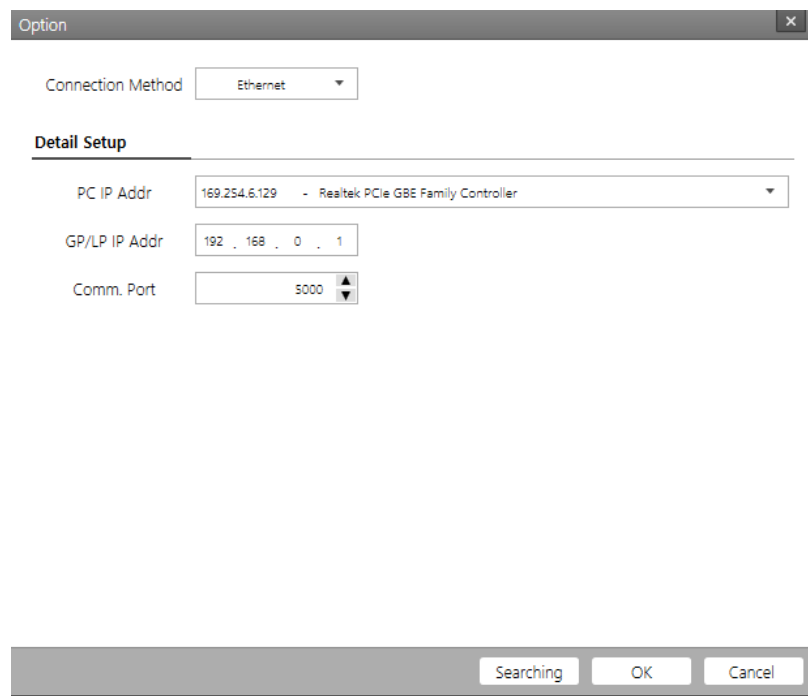 Option
Connection Method Ethernet
Detail Setup
PC IP Addr 169.254.6.129 - Realtek PCIe GBE Family Controller
GP/LP IP Addr 192 . 168 . 0 . 1
Comm. Port 5000
Searching OK Cancel